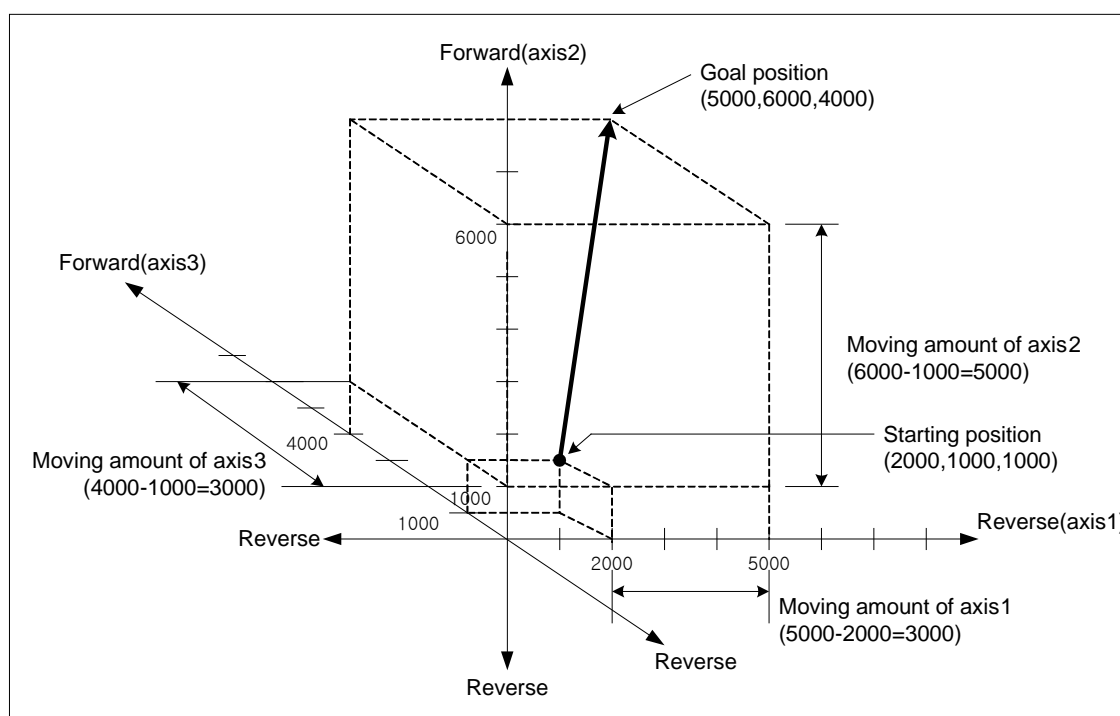 Forward(axis2)
Goal position
(5000,6000,4000)
6000
Forward(axis3)
Moving amount of axis2
(6000-1000=5000)
4000
Starting position
(2000,1000,1000)
Moving amount of axis3
(4000-1000=3000)
1000
1000
Reverse
Reverse(axis1)
2000
5000
Moving amount of axis1
(5000-2000=3000)
Reverse
Reverse